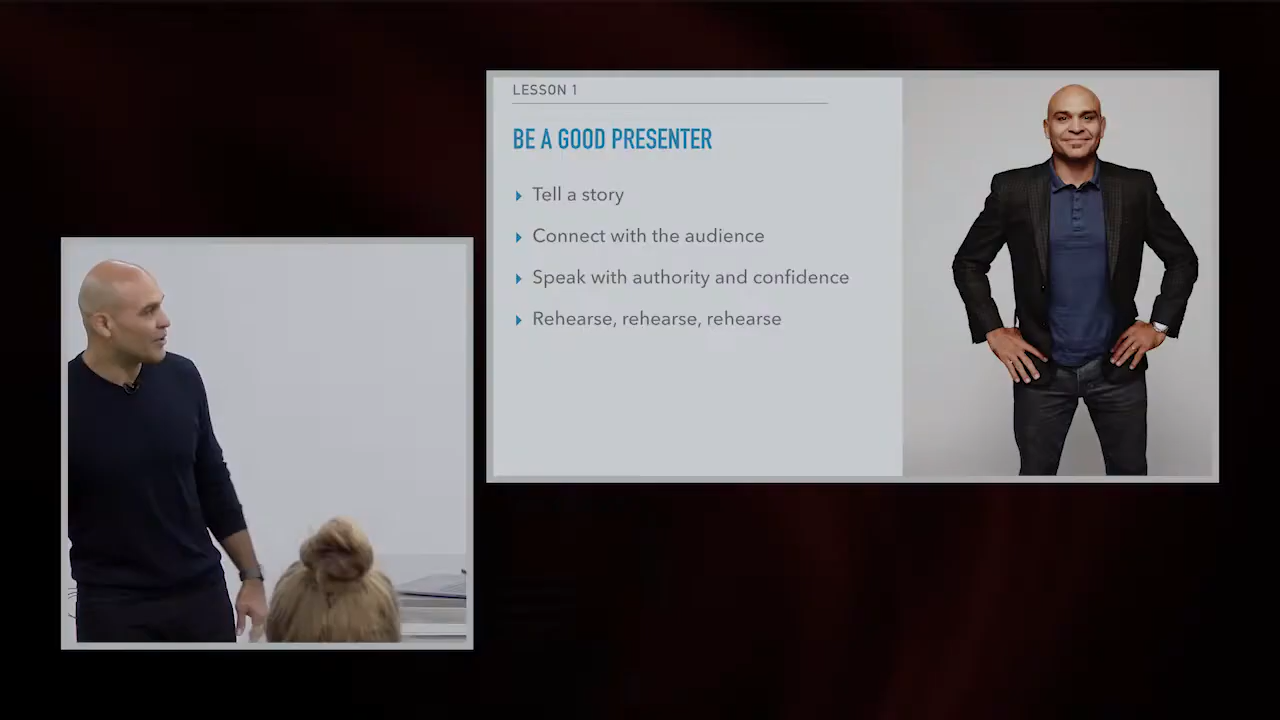 LESSON 1
BE A GOOD PRESENTER
Tell a story
Connect with the audience
Speak with authority and confidence
Rehearse, rehearse, rehearse